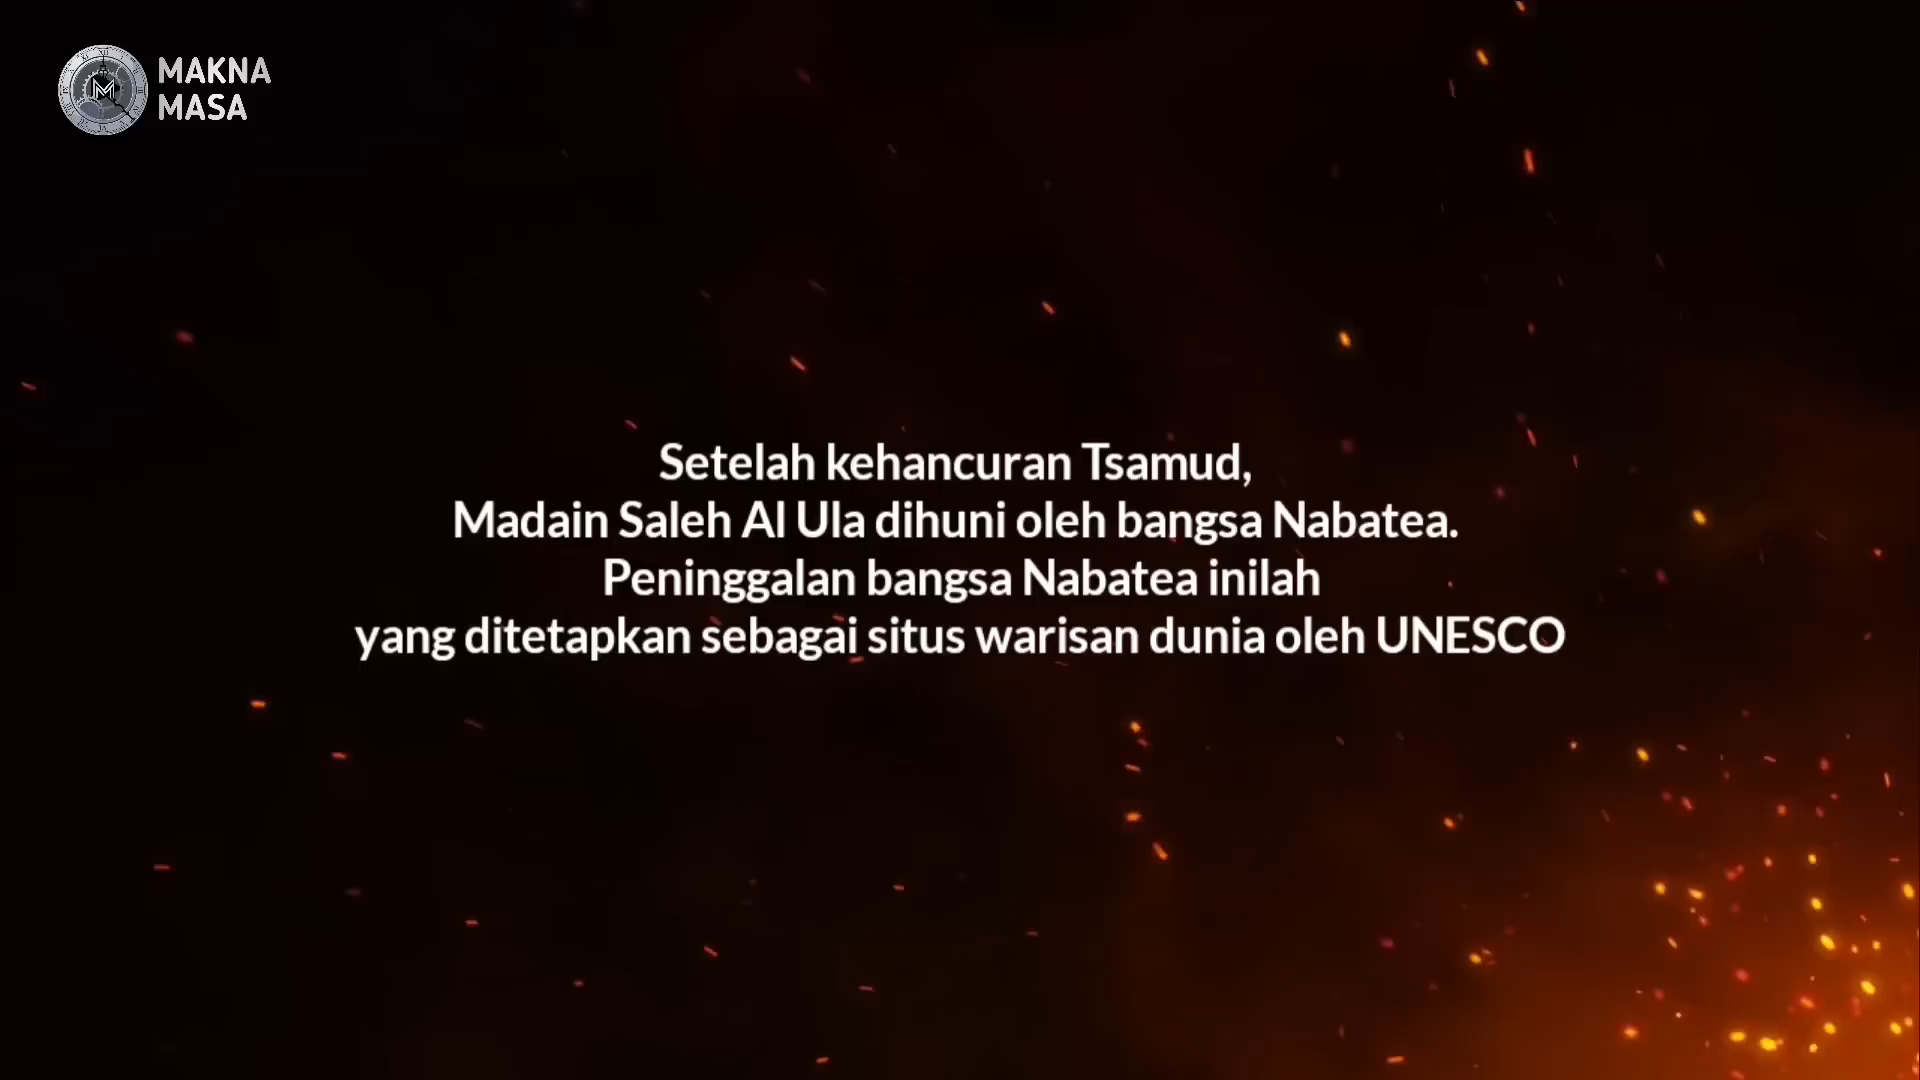 MAKNA
MASA
Setelah kehancuran Tsamud,
Madain Saleh Al Ula dihuni oleh bangsa Nabatea.
Peninggalan bangsa Nabatea inilah
yang ditetapkan sebagai situs warisan dunia oleh UNESCO